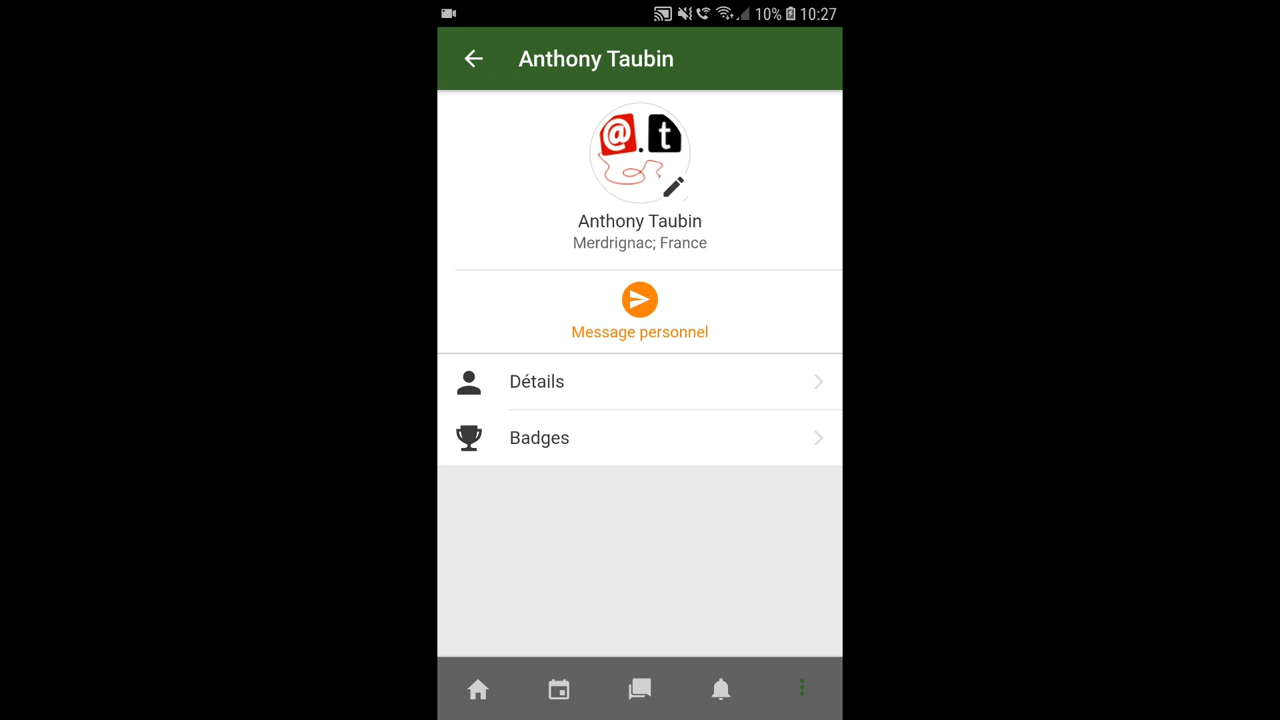 10% 10:27
Anthony Taubin
@.t
Anthony Taubin
Merdrignac; France
Message personnel
Détails
Badges